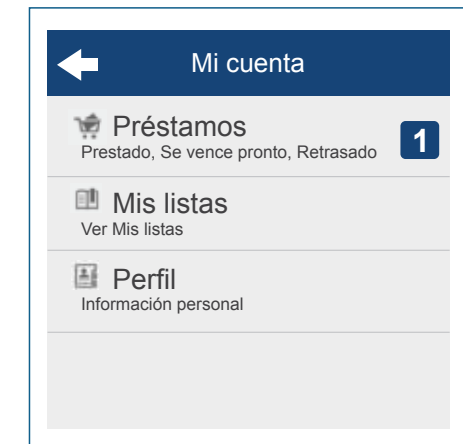 Mi cuenta
Préstamos
Prestado, Se vence pronto, Retrasado
1
Mis listas
Ver Mis listas
Perfil
Información personal